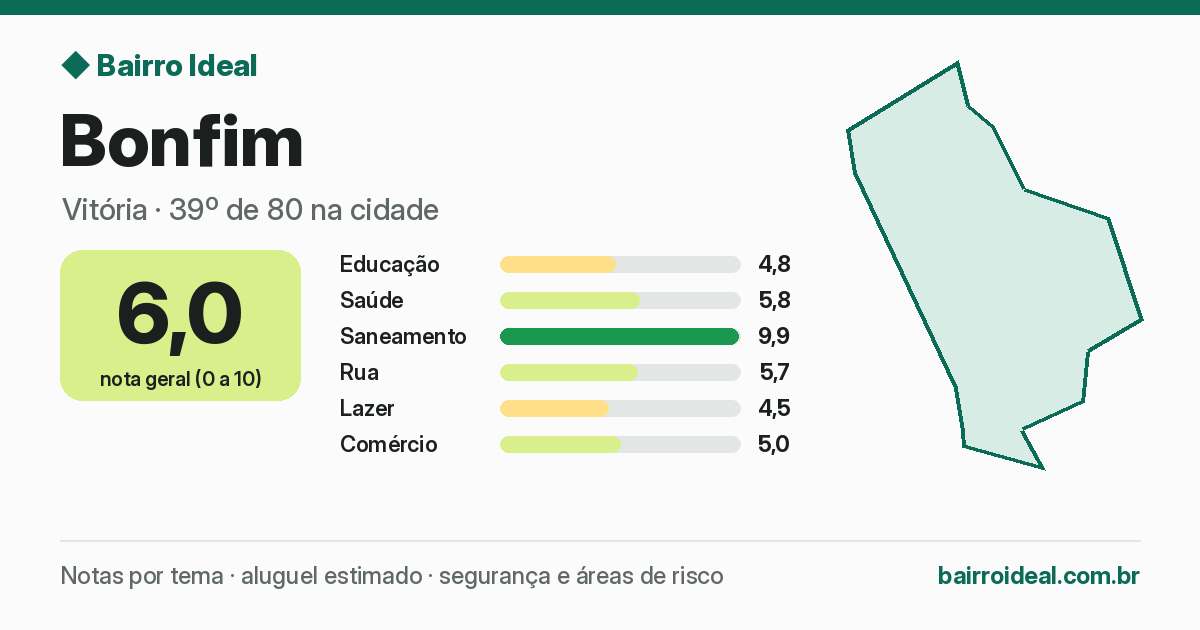 Bairro Ideal
Bonfim
Vitória · 39º de 80 na cidade
6,0
nota geral (0 a 10)
Educação 4,8
Saúde 5,8
Saneamento 9,9
Rua 5,7
Lazer 4,5
Comércio 5,0
Notas por tema · aluguel estimado · segurança e áreas de risco
bairroideal.com.br